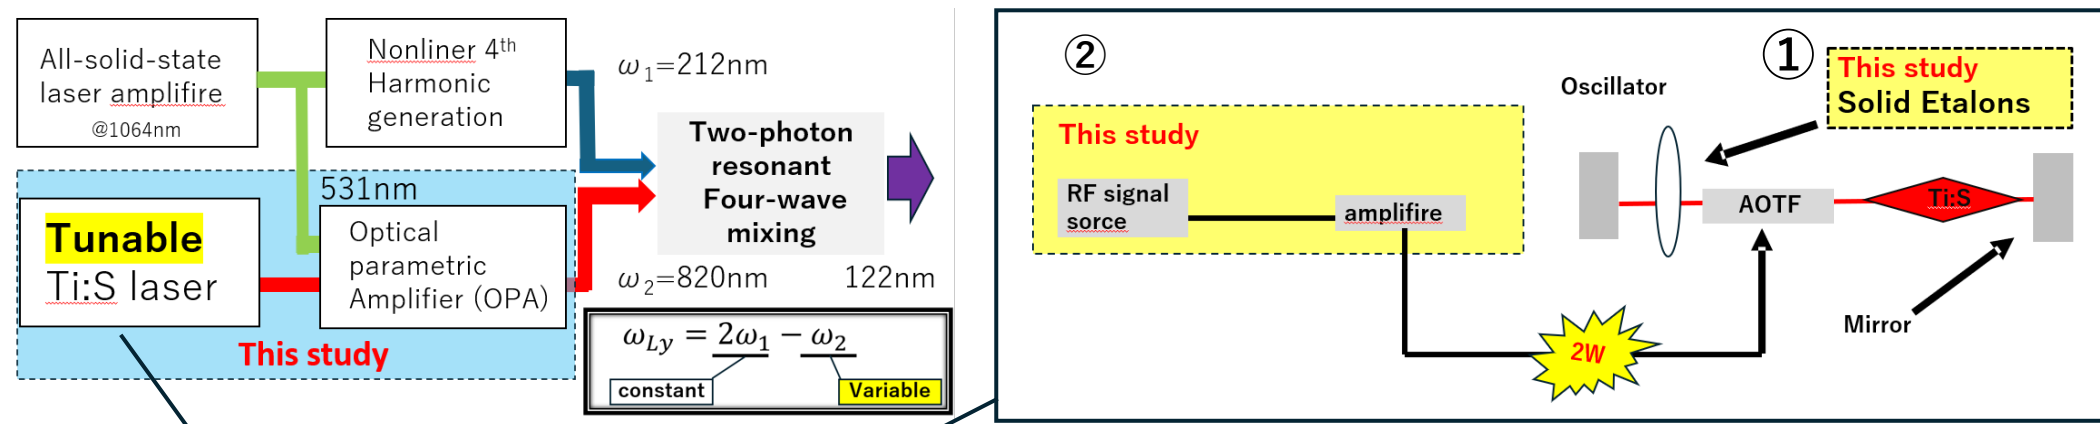 All-solid-state
laser amplifire
@1064nm
Nonliner 4th
Harmonic
generation
ω1=212nm
Two-photon
resonant
Four-wave
mixing
531nm
Tunable
Ti:S laser
Optical
parametric
Amplifier (OPA)
This study
ω2=820nm
122nm
ωLy = 2ω1 − ω2
constant
Variable
②
This study
RF signal
sorce
amplifire
2W
①
This study
Solid Etalons
Oscillator
AOTF
Ti:S
Mirror